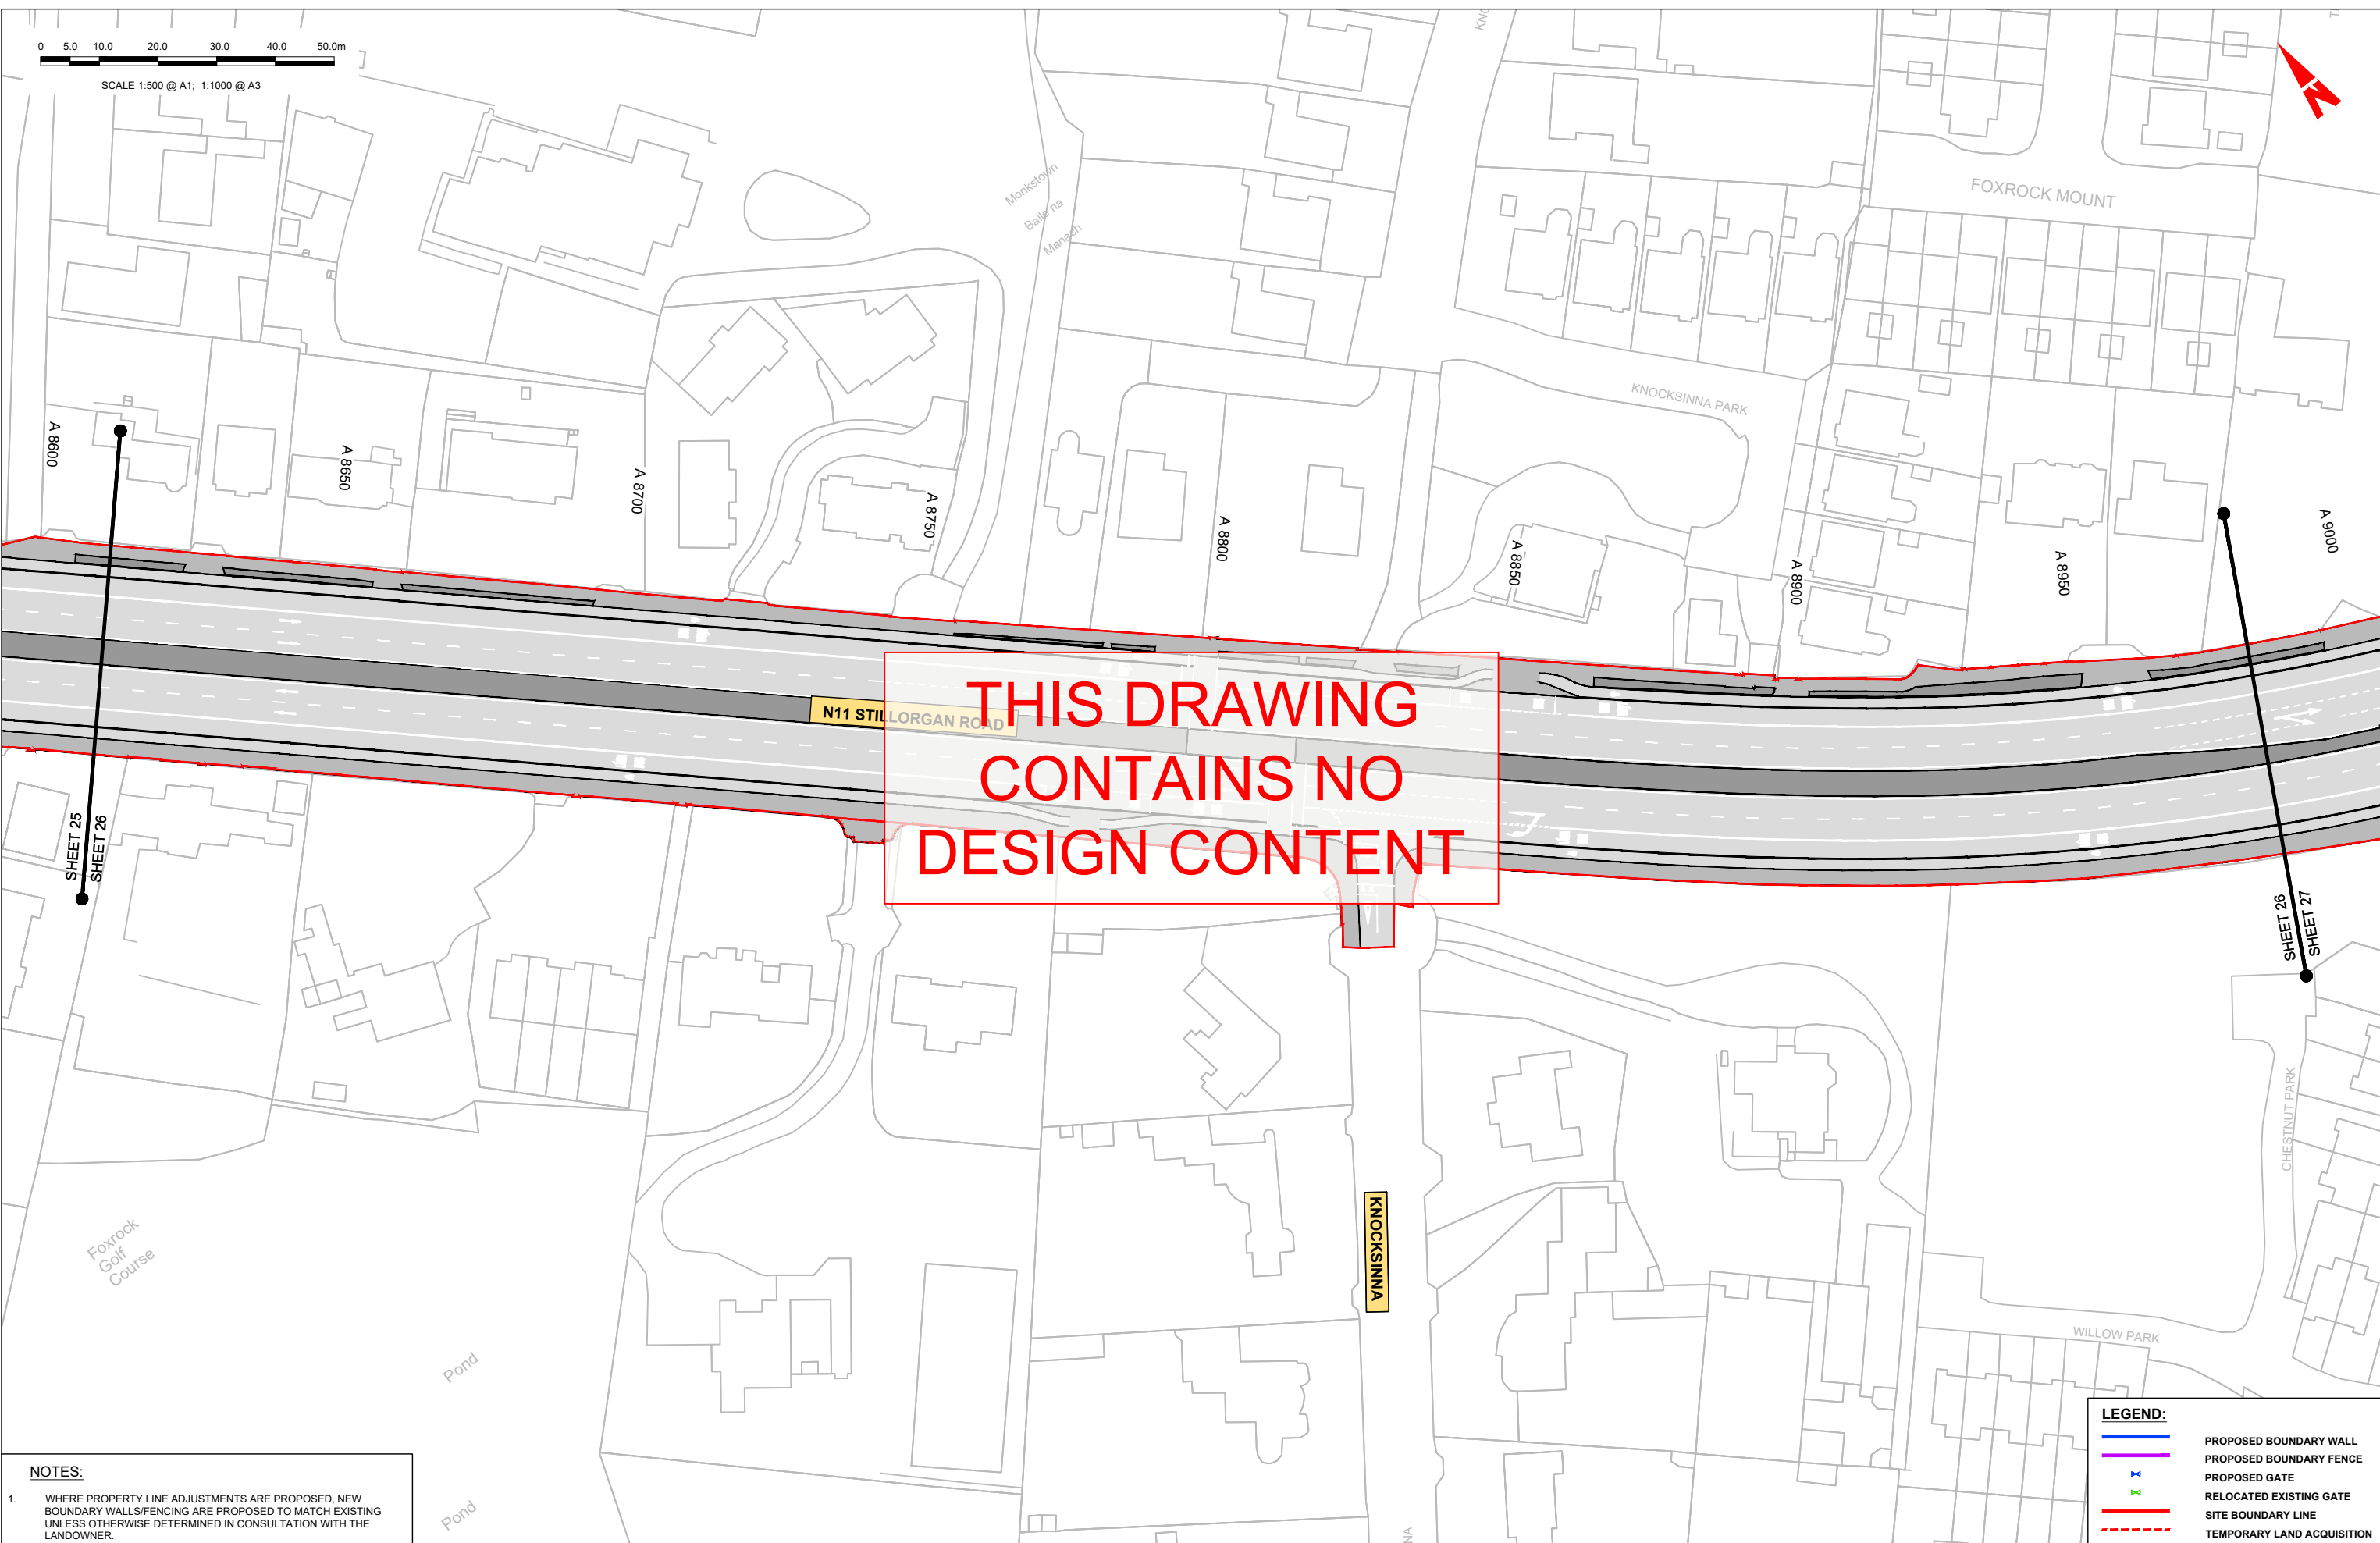 0 5.0 10.0 20.0 30.0 40.0 50.0m
SCALE 1:500 @ A1; 1:1000 @ A3
N
Monkstown
Baile na
Manach
FOXROCK MOUNT
KNOCKSINNA PARK
A 8600
A 8650
A 8700
A 8750
A 8800
A 8850
A 8900
A 8950
A 9000
N11 STILLORGAN ROAD
THIS DRAWING
CONTAINS NO
DESIGN CONTENT
SHEET 25
SHEET 26
SHEET 26
SHEET 27
CHESTNUT PARK
KNOCKSINNA
WILLOW PARK
Foxrock
Golf
Course
Pond
Pond
NOTES:
1. WHERE PROPERTY LINE ADJUSTMENTS ARE PROPOSED, NEW
BOUNDARY WALLS/FENCING ARE PROPOSED TO MATCH EXISTING
UNLESS OTHERWISE DETERMINED IN CONSULTATION WITH THE
LANDOWNER.
LEGEND:
PROPOSED BOUNDARY WALL
PROPOSED BOUNDARY FENCE
PROPOSED GATE
RELOCATED EXISTING GATE
SITE BOUNDARY LINE
TEMPORARY LAND ACQUISITION